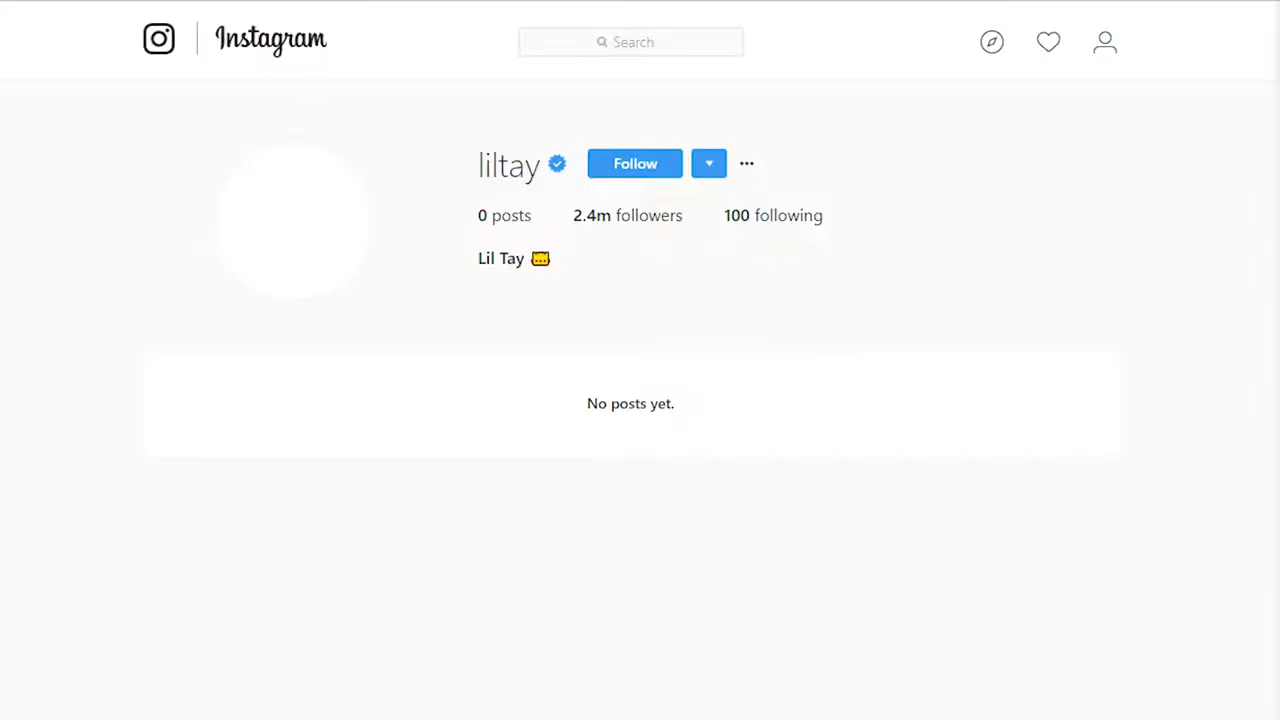 Instagram
Search
liltay Follow ...
0 posts 2.4m followers 100 following
Lil Tay
No posts yet.